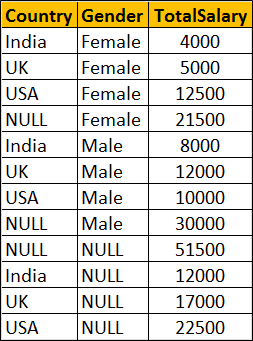 Country Gender TotalSalary
India Female 4000
UK Female 5000
USA Female 12500
NULL Female 21500
India Male 8000
UK Male 12000
USA Male 10000
NULL Male 30000
NULL NULL 51500
India NULL 12000
UK NULL 17000
USA NULL 22500